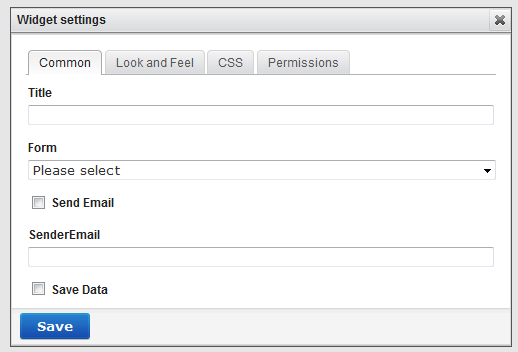 Widget settings
Common Look and Feel CSS Permissions
Title
Form
Please select
Send Email
SenderEmail
Save Data
Save